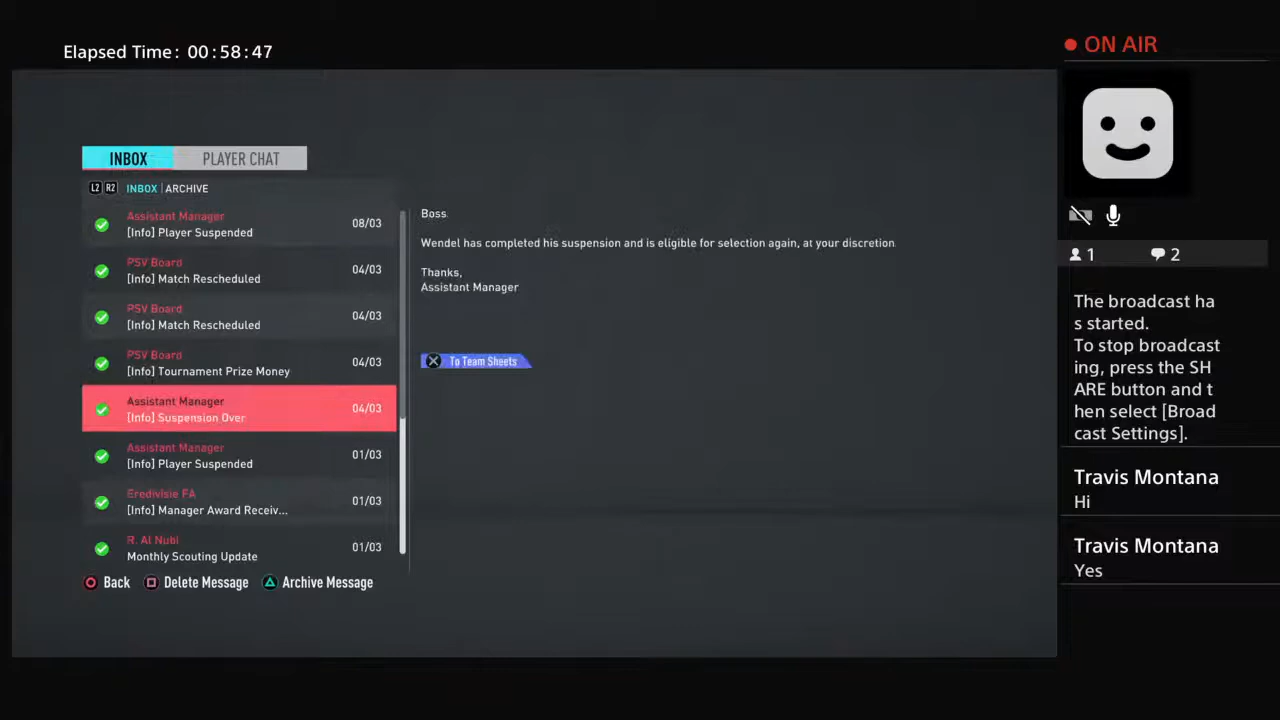 Elapsed Time: 00:58:47
ON AIR
INBOX PLAYER CHAT
L2 R2 INBOX | ARCHIVE
Assistant Manager
[Info] Player Suspended
08/03
PSV Board
[Info] Match Rescheduled
04/03
PSV Board
[Info] Match Rescheduled
04/03
PSV Board
[Info] Tournament Prize Money
04/03
Assistant Manager
[Info] Suspension Over
04/03
Assistant Manager
[Info] Player Suspended
01/03
Eredivisie FA
[Info] Manager Award Receiv...
01/03
R. Al Nubi
Monthly Scouting Update
01/03
Back Delete Message Archive Message
Boss
Wendel has completed his suspension and is eligible for selection again, at your discretion
Thanks,
Assistant Manager
To Team Sheets
1 2
The broadcast ha
s started.
To stop broadcast
ing, press the SH
ARE button and t
hen select [Broad
cast Settings].
Travis Montana
Hi
Travis Montana
Yes